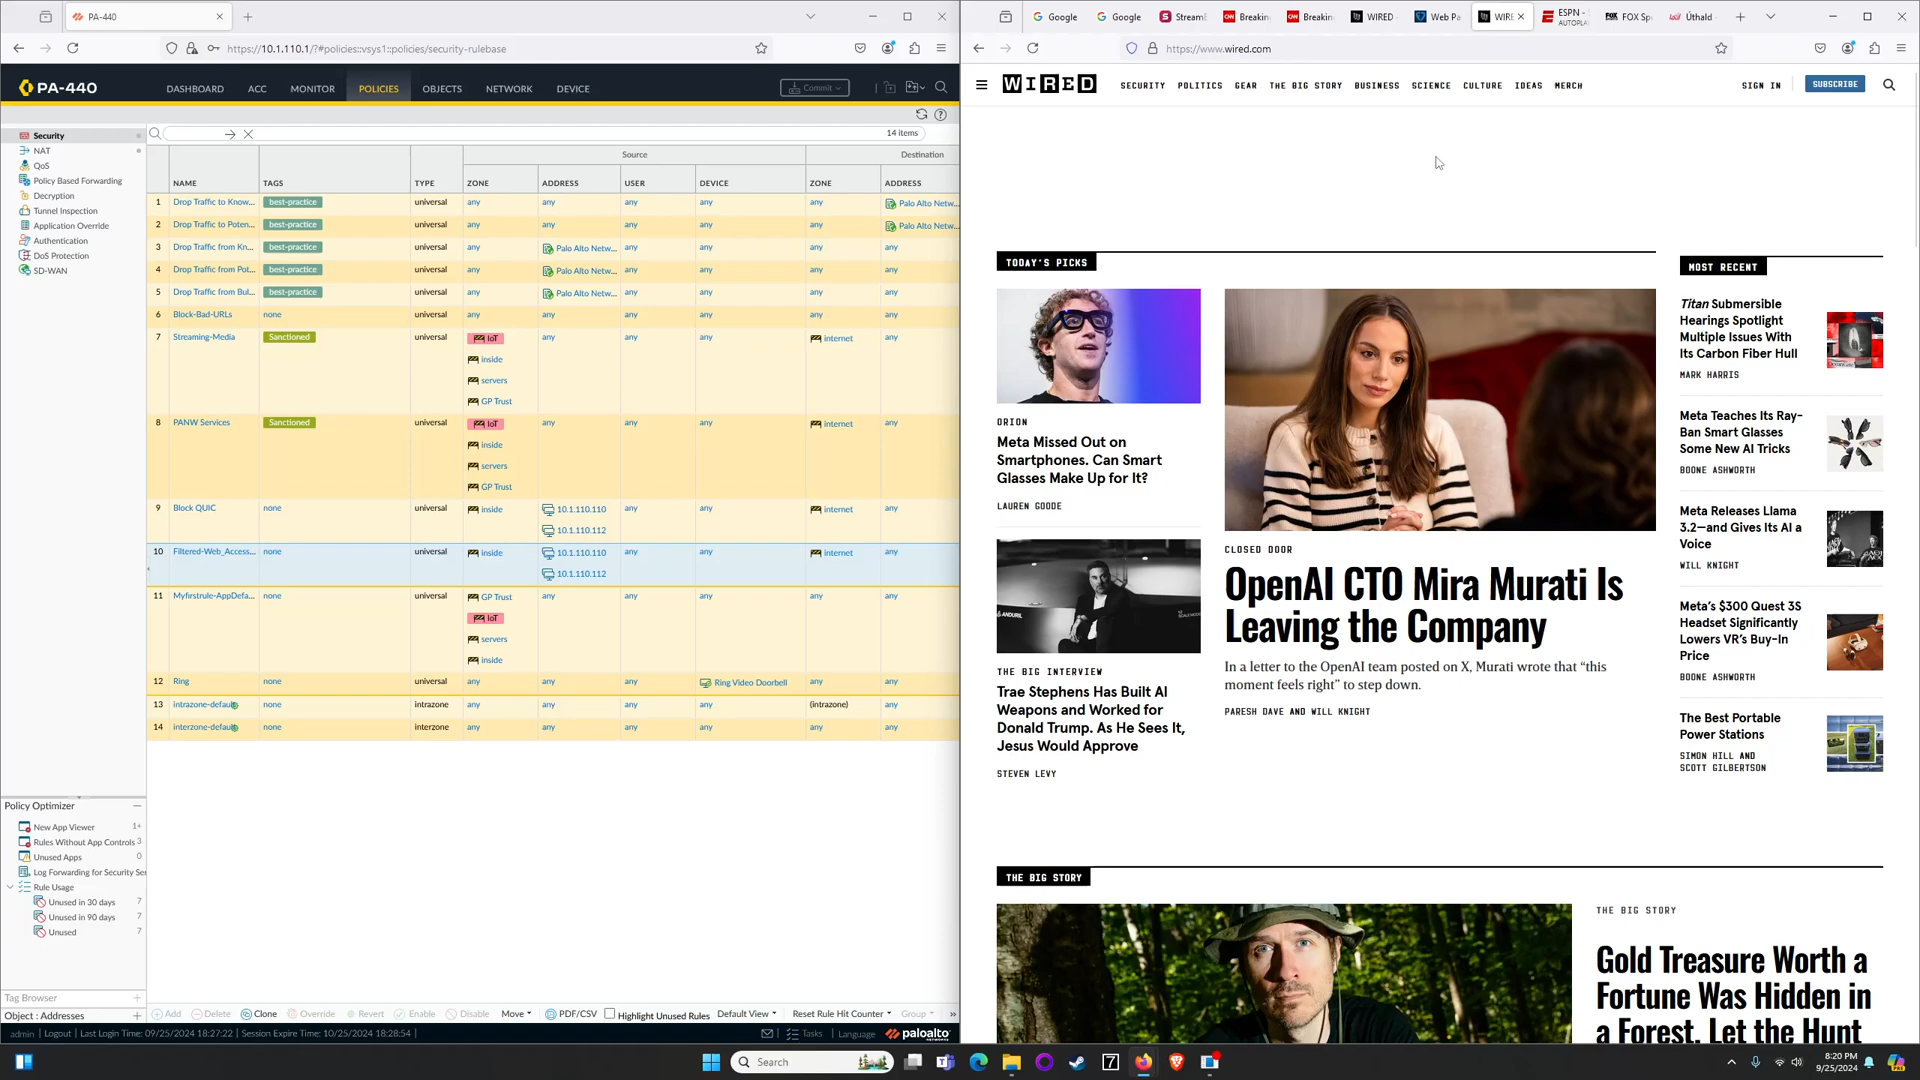 PA-440
https://10.1.110.1/?#policies::vsys1::policies/security-rulebase
PA-440
DASHBOARD
ACC
MONITOR
POLICIES
OBJECTS
NETWORK
DEVICE
Commit
14 items
Security
NAT
QoS
Policy Based Forwarding
Decryption
Tunnel Inspection
Application Override
Authentication
DoS Protection
SD-WAN
Source
Destination
NAME TAGS TYPE ZONE ADDRESS USER DEVICE ZONE ADDRESS
1 Drop Traffic to Know... best-practice universal any any any any any Palo Alto Netw...
2 Drop Traffic to Poten... best-practice universal any any any any any Palo Alto Netw...
3 Drop Traffic from Kn... best-practice universal any Palo Alto Netw... any any any any
4 Drop Traffic from Pot... best-practice universal any Palo Alto Netw... any any any any
5 Drop Traffic from Bul... best-practice universal any Palo Alto Netw... any any any any
6 Block-Bad-URLs none universal any any any any any any
7 Streaming-Media Sanctioned universal IoT any any any internet any
inside
servers
GP Trust
8 PANW Services Sanctioned universal IoT any any any internet any
inside
servers
GP Trust
9 Block QUIC none universal inside 10.1.110.110 any any internet any
10.1.110.112
10 Filtered-Web_Access... none universal inside 10.1.110.110 any any internet any
10.1.110.112
11 Myfirstrule-AppDefa... none universal GP Trust any any any any any
IoT
servers
inside
12 Ring none universal any any any Ring Video Doorbell any any
13 intrazone-default none intrazone any any any any (intrazone) any
14 interzone-default none interzone any any any any any any
Policy Optimizer
New App Viewer 1+
Rules Without App Controls 3
Unused Apps 0
Log Forwarding for Security Ser
Rule Usage
Unused in 30 days 7
Unused in 90 days 7
Unused 7
Tag Browser
Object : Addresses
Add Delete Clone Override Revert Enable Disable Move PDF/CSV Highlight Unused Rules Default View Reset Rule Hit Counter Group
admin | Logout | Last Login Time: 09/25/2024 18:27:22 | Session Expire Time: 10/25/2024 18:28:54
Tasks | Language
paloalto
NETWORKS
Google
Google
StreamE
Breakin
Breakin
WIRED -
Web Pa
WIRE
ESPN -
AUTOPLAY
FOX Sp
Úthald
https://www.wired.com
WIRED
SECURITY
POLITICS
GEAR
THE BIG STORY
BUSINESS
SCIENCE
CULTURE
IDEAS
MERCH
SIGN IN
SUBSCRIBE
TODAY'S PICKS
ORION
Meta Missed Out on
Smartphones. Can Smart
Glasses Make Up for It?
LAUREN GOODE
ANDURIL
THE BIG INTERVIEW
Trae Stephens Has Built AI
Weapons and Worked for
Donald Trump. As He Sees It,
Jesus Would Approve
STEVEN LEVY
CLOSED DOOR
OpenAI CTO Mira Murati Is
Leaving the Company
In a letter to the OpenAI team posted on X, Murati wrote that “this
moment feels right” to step down.
PARESH DAVE AND WILL KNIGHT
MOST RECENT
Titan Submersible
Hearings Spotlight
Multiple Issues With
Its Carbon Fiber Hull
MARK HARRIS
Meta Teaches Its Ray-
Ban Smart Glasses
Some New AI Tricks
BOONE ASHWORTH
Meta Releases Llama
3.2—and Gives Its AI a
Voice
WILL KNIGHT
Meta’s $300 Quest 3S
Headset Significantly
Lowers VR’s Buy-In
Price
BOONE ASHWORTH
The Best Portable
Power Stations
SIMON HILL AND
SCOTT GILBERTSON
THE BIG STORY
THE BIG STORY
Gold Treasure Worth a
Fortune Was Hidden in
a Forest. Let the Hunt
Search
8:20 PM
9/25/2024